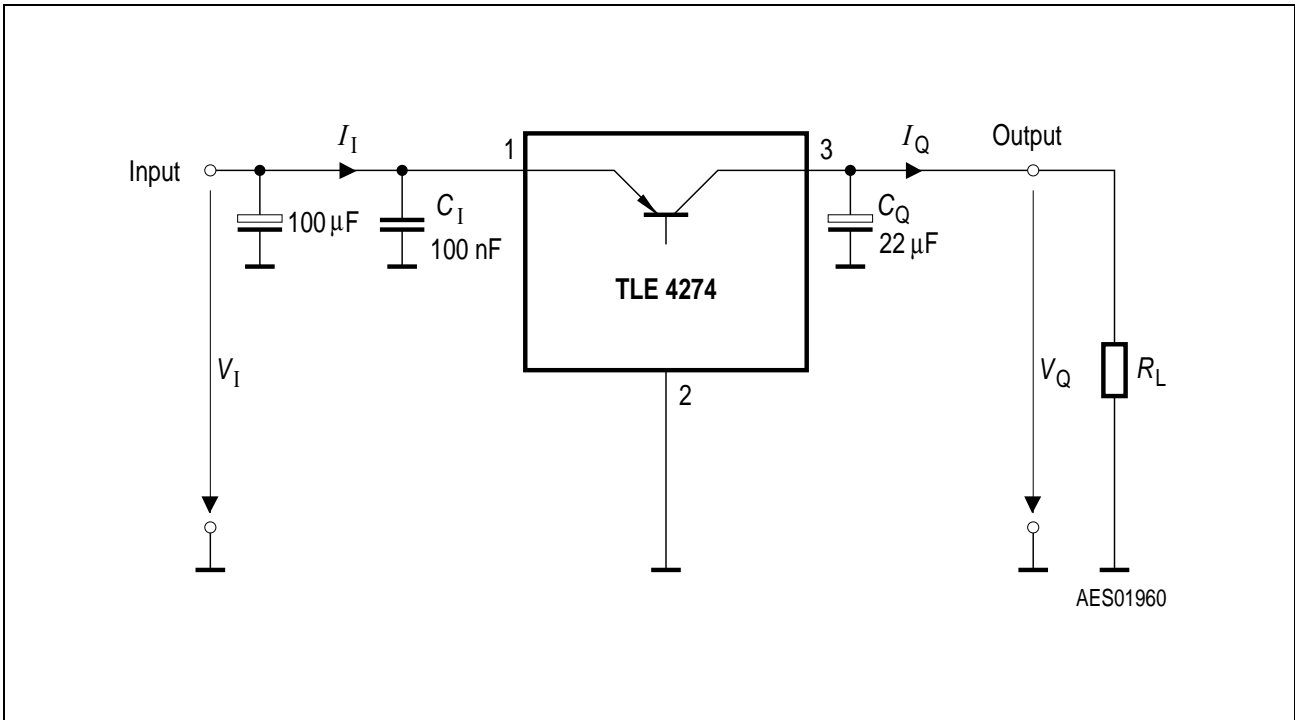 Input
I_I
1
3
I_Q
Output
100 µF
C_I
100 nF
C_Q
22 µF
TLE 4274
V_I
2
V_Q
R_L
AES01960